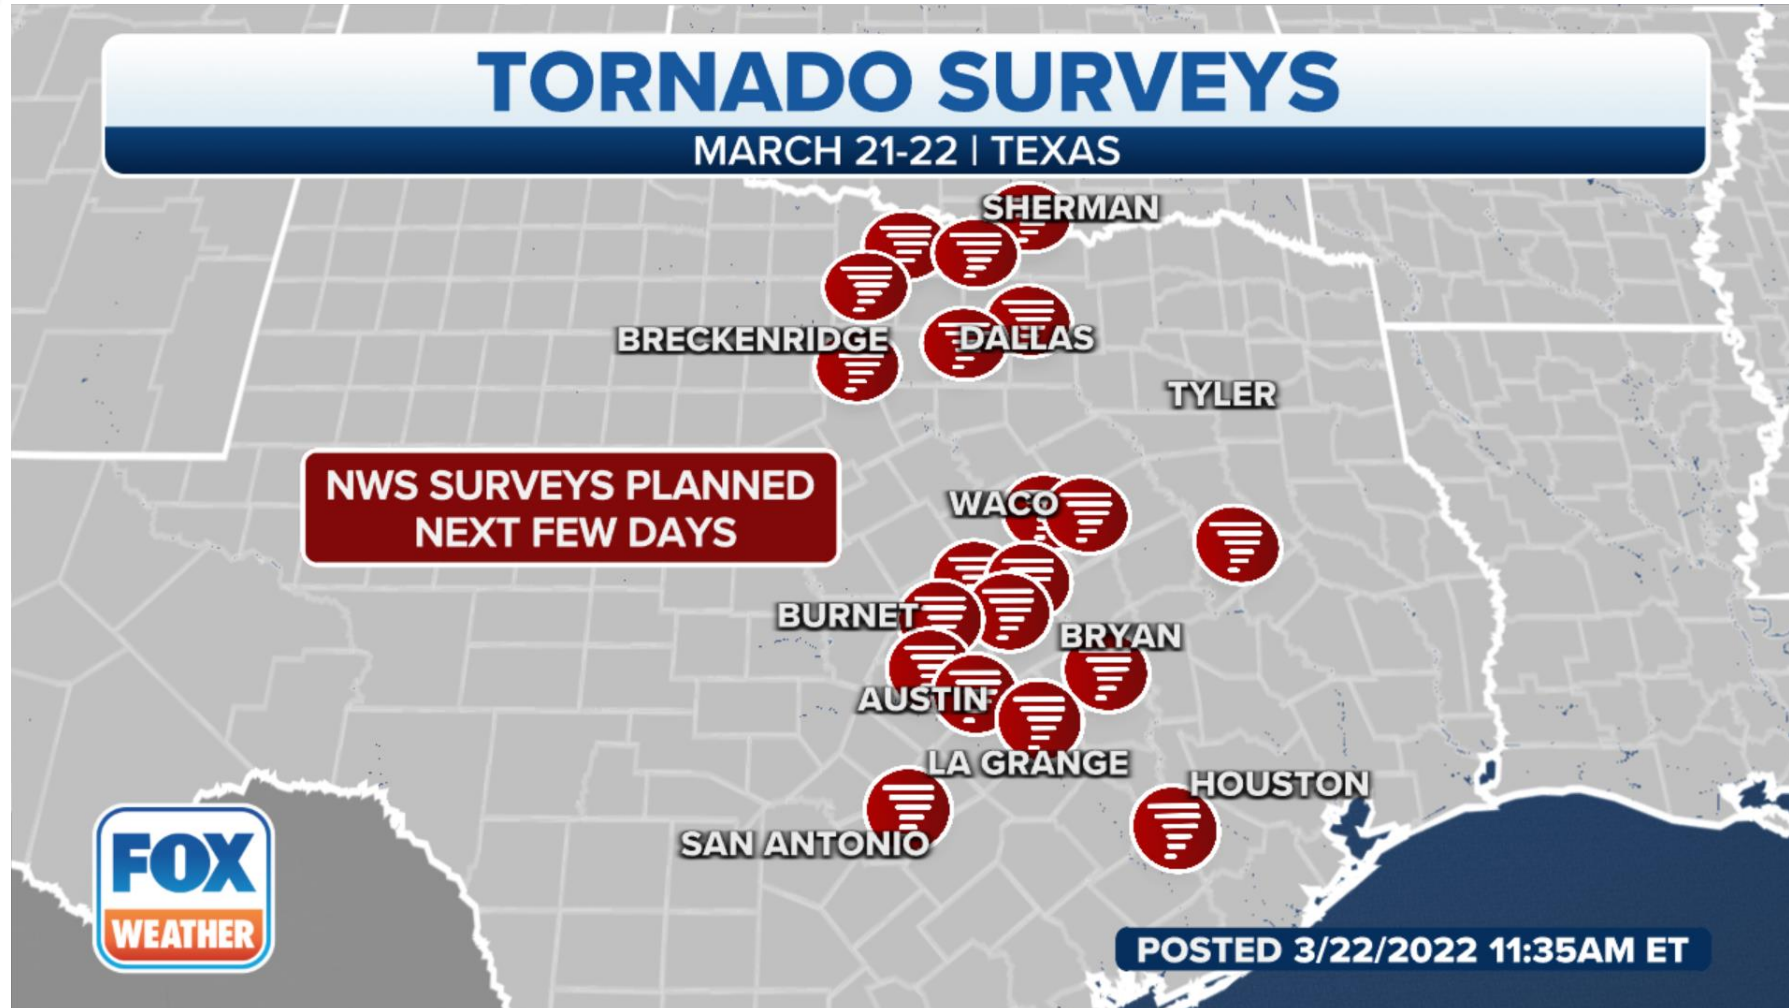 TORNADO SURVEYS
MARCH 21-22 | TEXAS
SHERMAN
BRECKENRIDGE
DALLAS
TYLER
NWS SURVEYS PLANNED
NEXT FEW DAYS
WACO
BURNET
BRYAN
AUSTIN
LA GRANGE
HOUSTON
SAN ANTONIO
FOX
WEATHER
POSTED 3/22/2022 11:35AM ET